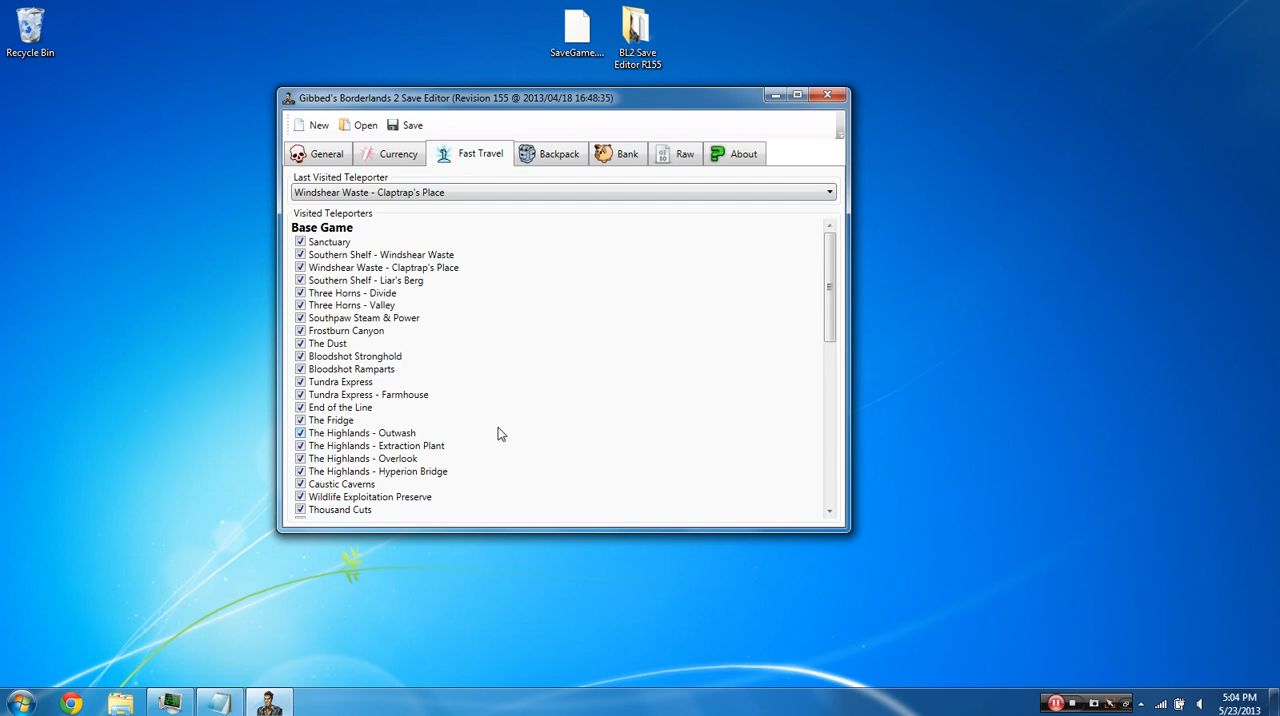 Recycle Bin
SaveGame....
BL2 Save
Editor R155
Gibbed's Borderlands 2 Save Editor (Revision 155 @ 2013/04/18 16:48:35)
New Open Save
General Currency Fast Travel Backpack Bank Raw About
Last Visited Teleporter
Windshear Waste - Claptrap's Place
Visited Teleporters
Base Game
Sanctuary
Southern Shelf - Windshear Waste
Windshear Waste - Claptrap's Place
Southern Shelf - Liar's Berg
Three Horns - Divide
Three Horns - Valley
Southpaw Steam & Power
Frostburn Canyon
The Dust
Bloodshot Stronghold
Bloodshot Ramparts
Tundra Express
Tundra Express - Farmhouse
End of the Line
The Fridge
The Highlands - Outwash
The Highlands - Extraction Plant
The Highlands - Overlook
The Highlands - Hyperion Bridge
Caustic Caverns
Wildlife Exploitation Preserve
Thousand Cuts
5:04 PM
5/23/2013